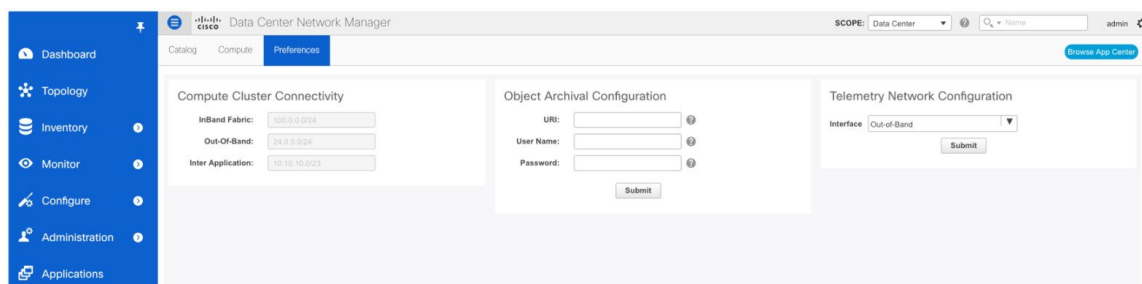 cisco Data Center Network Manager
SCOPE: Data Center
Name
admin
Dashboard
Topology
Inventory
Monitor
Configure
Administration
Applications
Catalog Compute Preferences
Browse App Center
Compute Cluster Connectivity
InBand Fabric: 100.0.0.0/24
Out-Of-Band: 24.0.0.0/24
Inter Application: 10.10.10.0/23
Object Archival Configuration
URI:
User Name:
Password:
Submit
Telemetry Network Configuration
Interface Out-of-Band
Submit